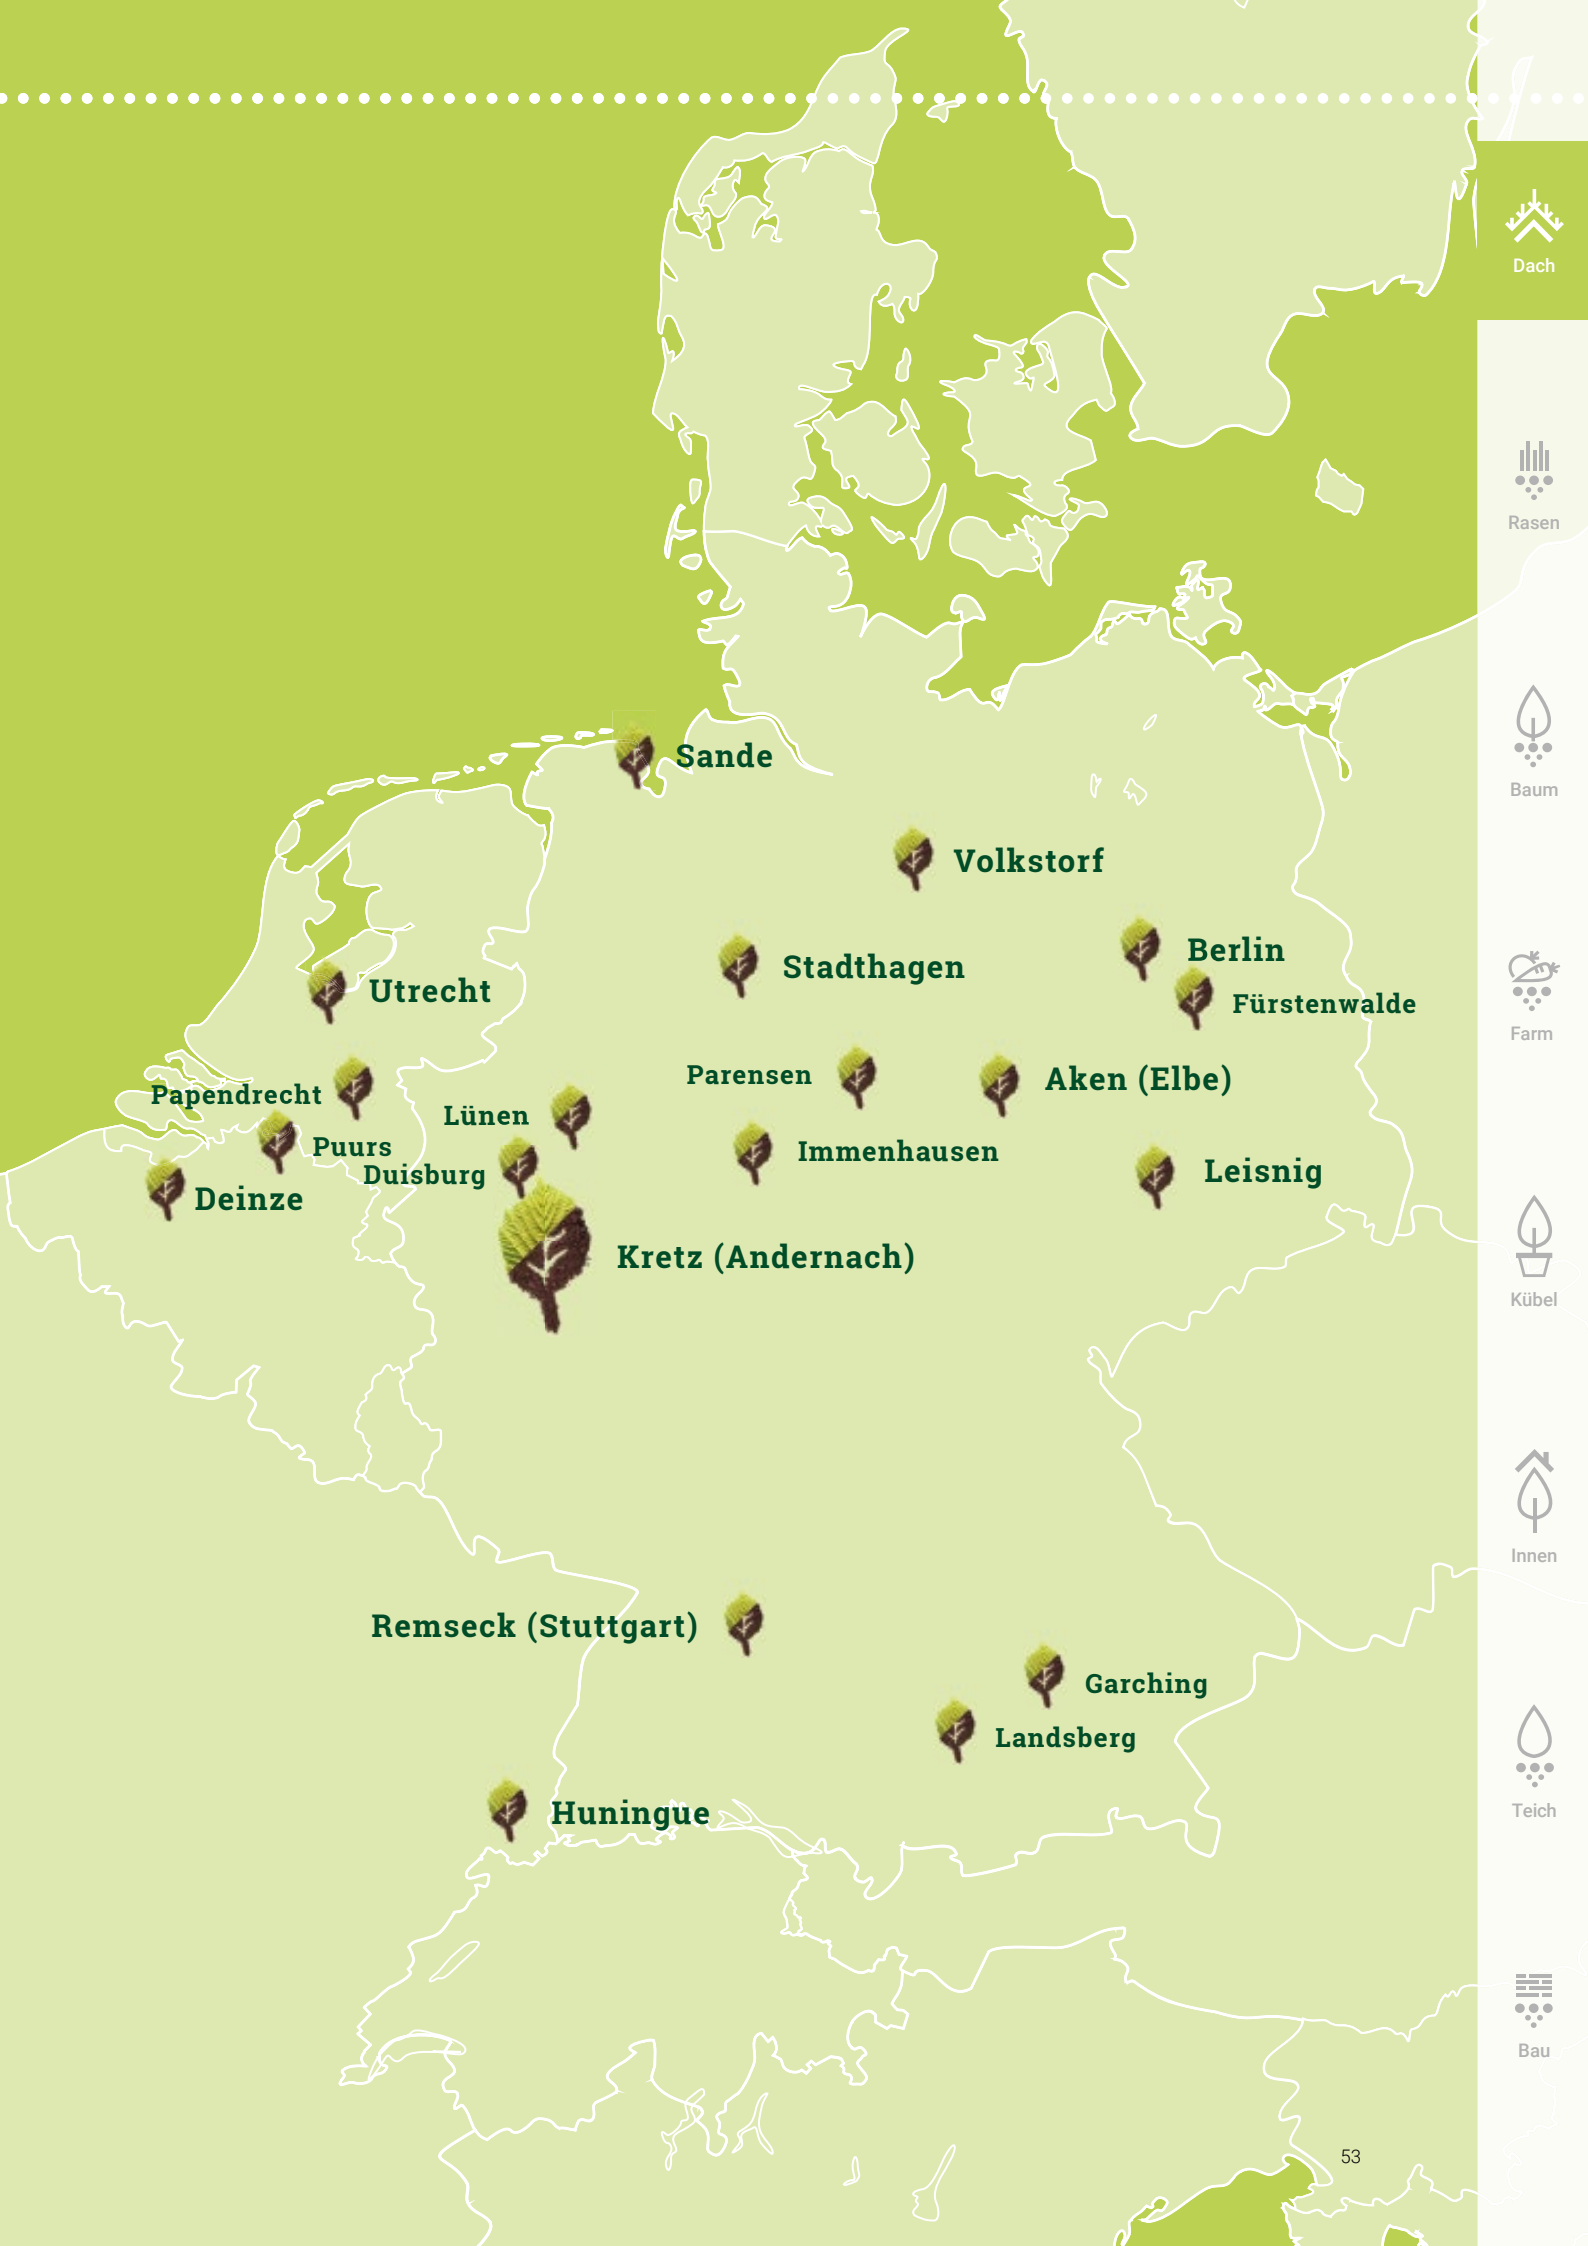 Dach
Rasen
Sande
Baum
Volkstorf
Berlin
Stadthagen
Utrecht
Fürstenwalde
Farm
Parensen
Aken (Elbe)
Papendrecht
Lünen
Puurs
Immenhausen
Duisburg
Leisnig
Deinze
Kretz (Andernach)
Kübel
Innen
Remseck (Stuttgart)
Garching
Landsberg
Huningue
Teich
Bau
53